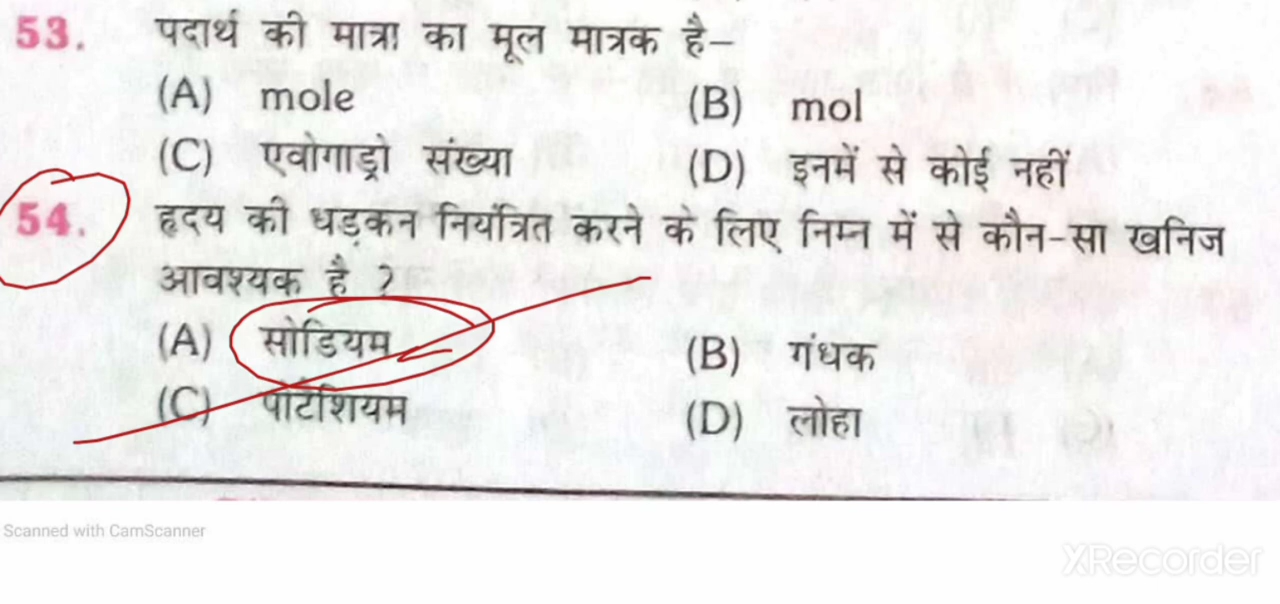 53. पदार्थ की मात्रा का मूल मात्रक है–
(A) mole (B) mol
(C) एवोगाड्रो संख्या (D) इनमें से कोई नहीं
54. हृदय की धड़कन नियंत्रित करने के लिए निम्न में से कौन-सा खनिज
आवश्यक है ?
(A) सोडियम (B) गंधक
(C) पोटेशियम (D) लोहा
Scanned with CamScanner
XRecorder